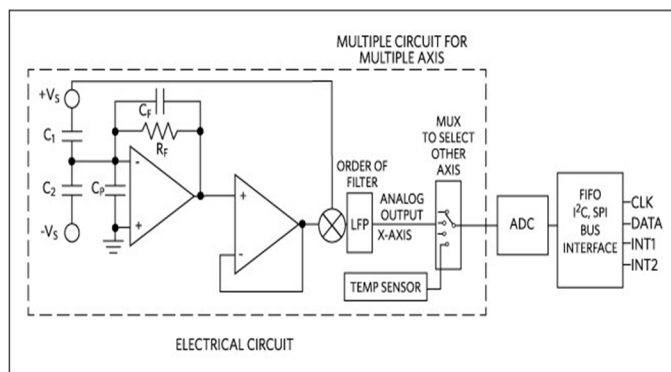 MULTIPLE CIRCUIT FOR
MULTIPLE AXIS
+VS
C1
C2
-VS
CP
CF
RF
-
+
+
-
ORDER OF
FILTER
LFP
ANALOG
OUTPUT
X-AXIS
MUX
TO SELECT
OTHER
AXIS
TEMP SENSOR
ADC
FIFO
I²C, SPI
BUS
INTERFACE
CLK
DATA
INT1
INT2
ELECTRICAL CIRCUIT